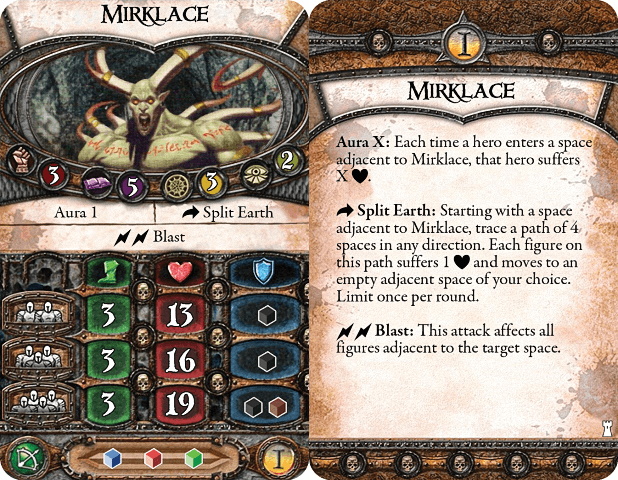 MIRKLACE
3
5
3
2
Aura 1
Split Earth
Blast
3 13
3 16
3 19
I
I
MIRKLACE
Aura X: Each time a hero enters a space
adjacent to Mirklace, that hero suffers
X
Split Earth: Starting with a space
adjacent to Mirklace, trace a path of 4
spaces in any direction. Each figure on
this path suffers 1 and moves to an
empty adjacent space of your choice.
Limit once per round.
Blast: This attack affects all
figures adjacent to the target space.